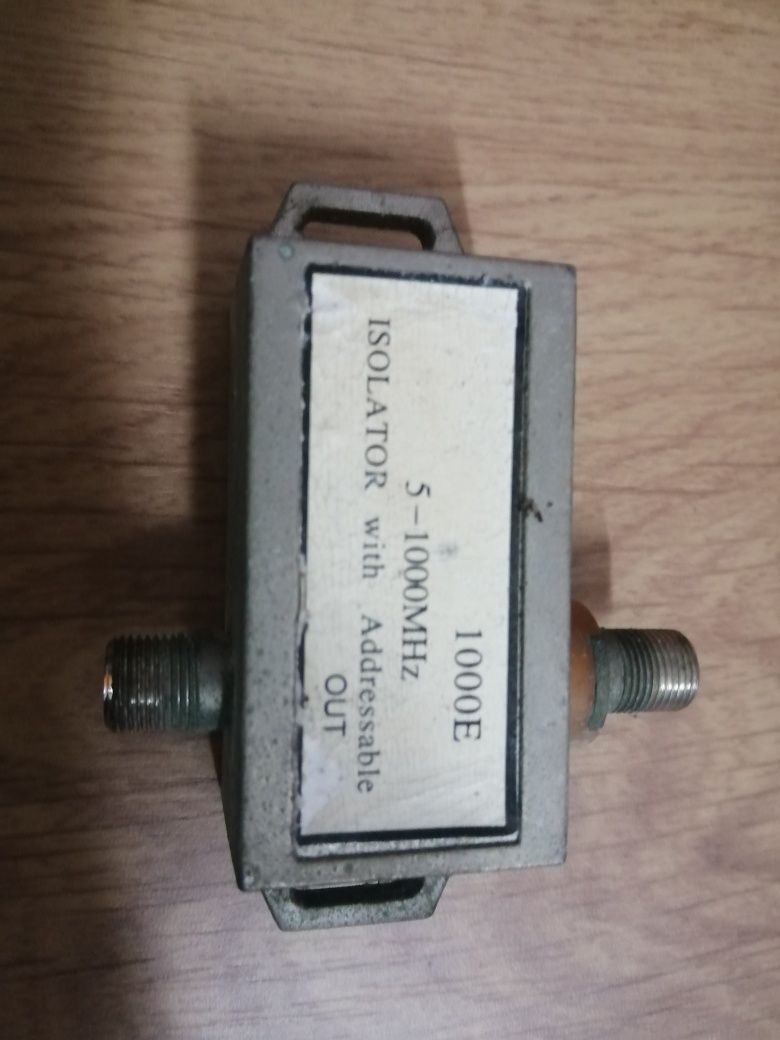 1000E
5-1000MHz
ISOLATOR with Addressable
OUT